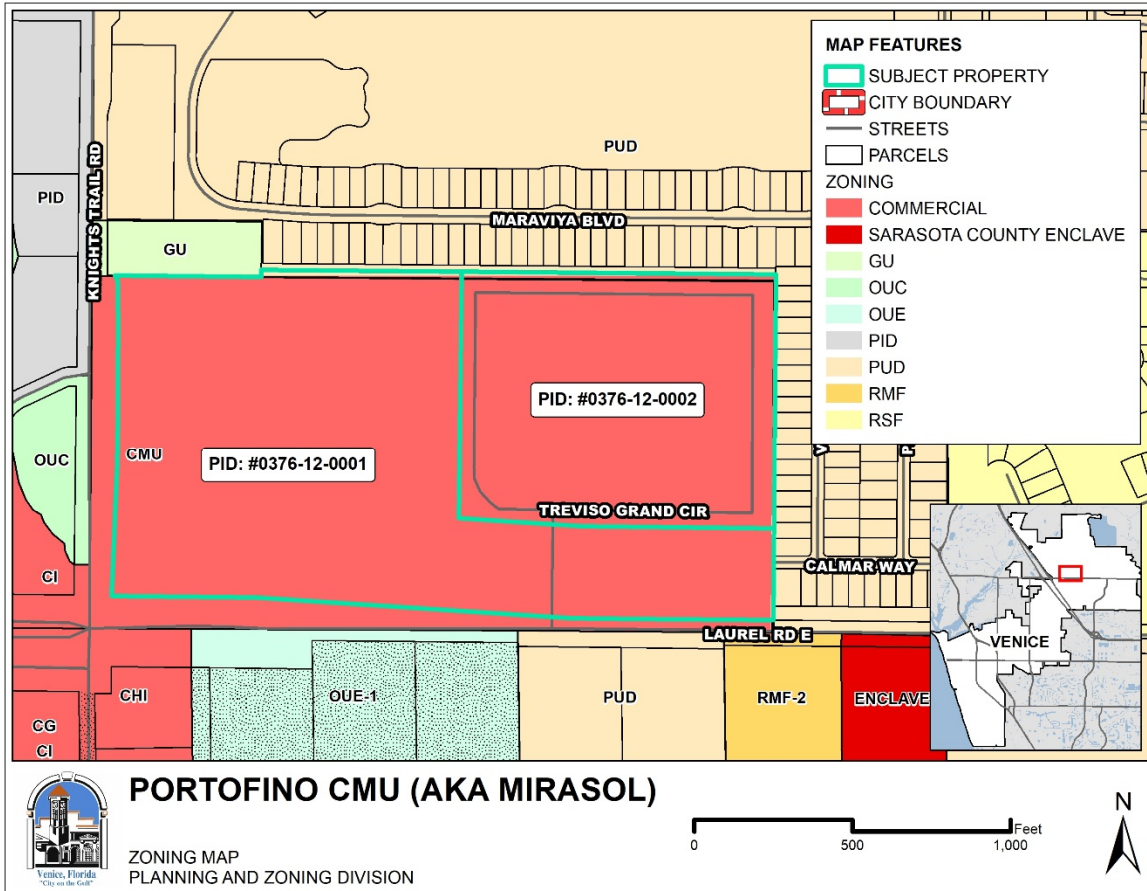 MAP FEATURES
SUBJECT PROPERTY
CITY BOUNDARY
STREETS
PARCELS
ZONING
COMMERCIAL
SARASOTA COUNTY ENCLAVE
GU
OUC
OUE
PID
PUD
RMF
RSF
PUD
PID
KNIGHTS TRAIL RD
MARAVIYA BLVD
GU
PID: #0376-12-0002
OUC
CMU
PID: #0376-12-0001
V
P
TREVISO GRAND CIR
CALMAR WAY
CI
LAUREL RD E
VENICE
CHI
OUE-1
PUD
RMF-2
ENCLAVE
CG
CI
PORTOFINO CMU (AKA MIRASOL)
ZONING MAP
PLANNING AND ZONING DIVISION
Venice, Florida
"City on the Gulf"
Feet
0 500 1,000
N